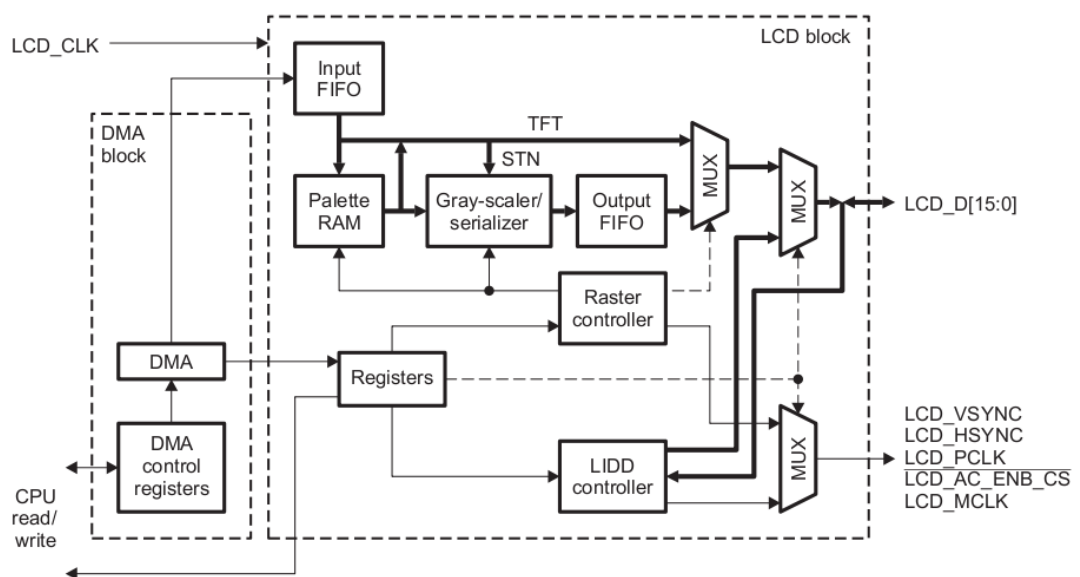 LCD_CLK
LCD block
Input
FIFO
DMA
block
TFT
STN
MUX
MUX
Palette
RAM
Gray-scaler/
serializer
Output
FIFO
LCD_D[15:0]
Raster
controller
DMA
Registers
DMA
control
registers
LIDD
controller
MUX
LCD_VSYNC
LCD_HSYNC
LCD_PCLK
LCD_AC_ENB_CS
LCD_MCLK
CPU
read/
write